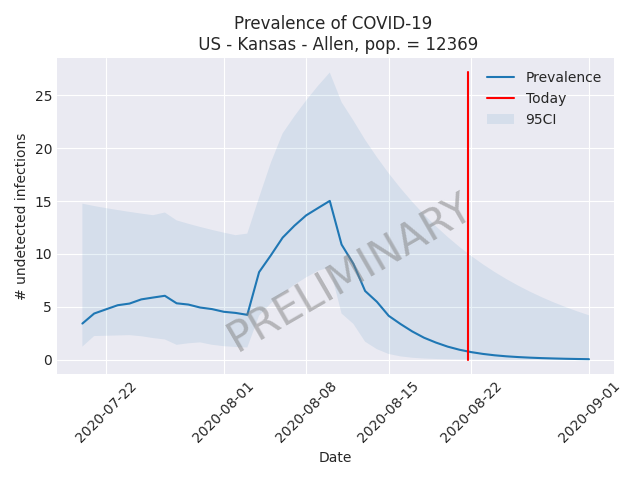 Prevalence of COVID-19
US - Kansas - Allen, pop. = 12369
Prevalence
Today
95CI
25
20
15
10
5
0
# undetected infections
PRELIMINARY
2020-07-22
2020-08-01
2020-08-08
2020-08-15
2020-08-22
2020-09-01
Date